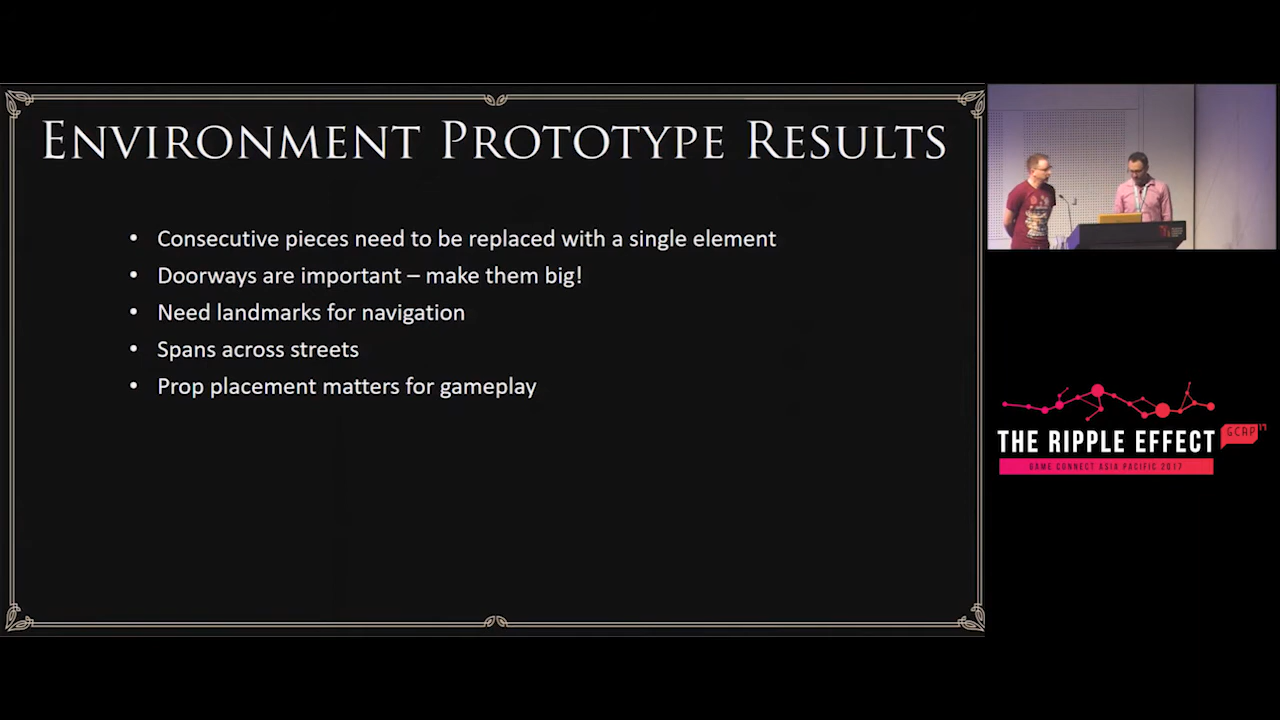 ENVIRONMENT PROTOTYPE RESULTS
• Consecutive pieces need to be replaced with a single element
• Doorways are important – make them big!
• Need landmarks for navigation
• Spans across streets
• Prop placement matters for gameplay
THE RIPPLE EFFECT
GCAP 17
GAME CONNECT ASIA PACIFIC 2017